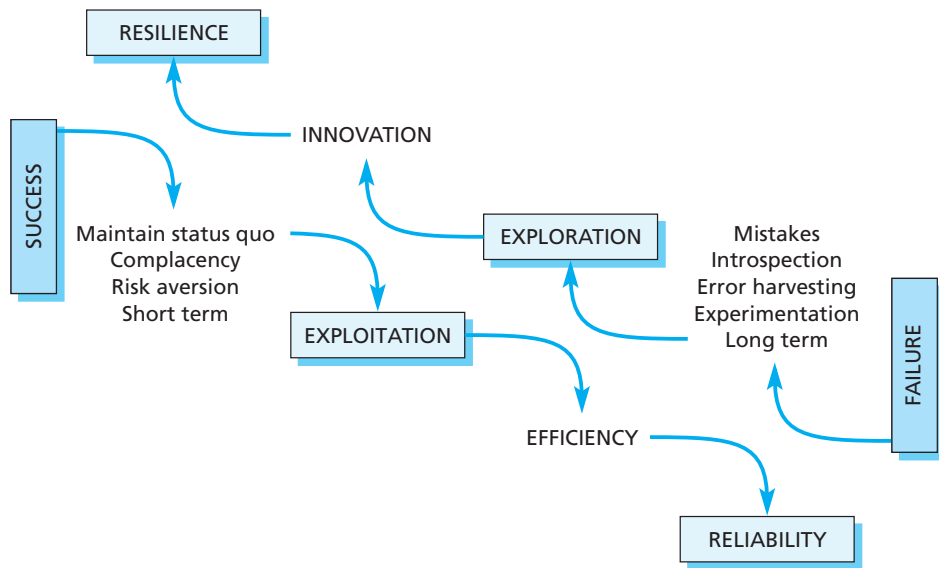 RESILIENCE
INNOVATION
SUCCESS
Maintain status quo
Complacency
Risk aversion
Short term
EXPLORATION
Mistakes
Introspection
Error harvesting
Experimentation
Long term
EXPLOITATION
FAILURE
EFFICIENCY
RELIABILITY